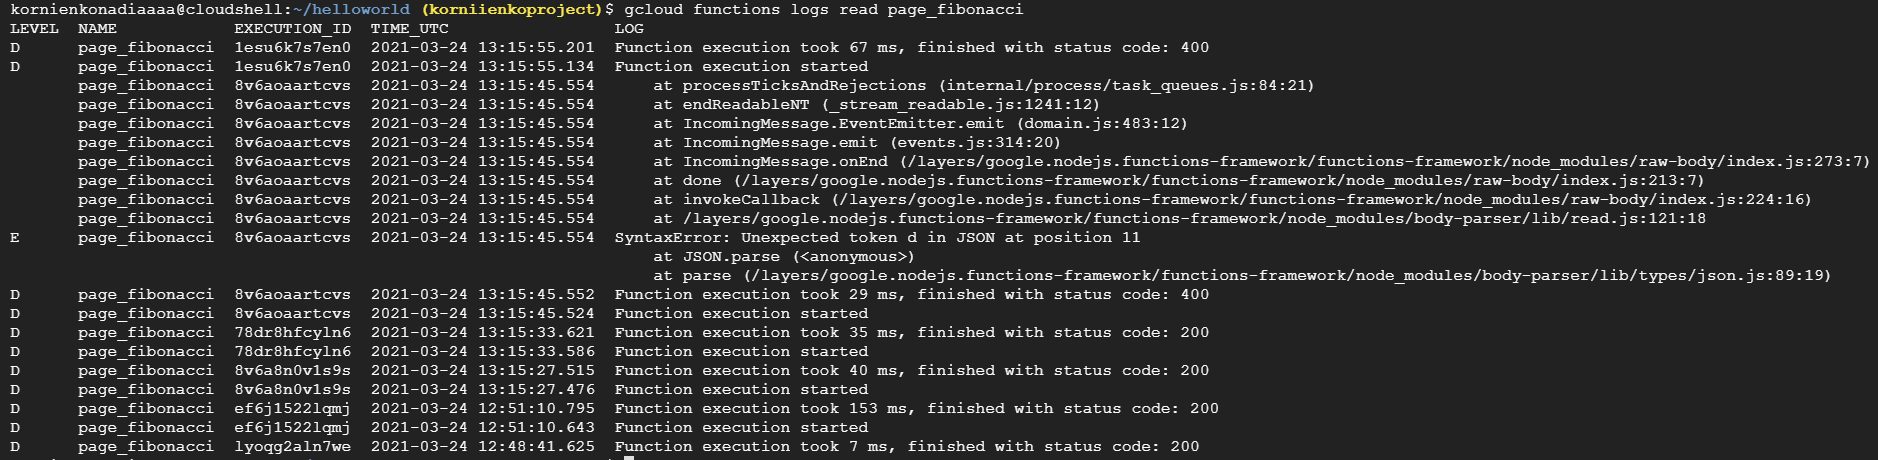 kornienkonadiaaaa@cloudshell:~/helloworld (korniienkoproject)$ gcloud functions logs read page_fibonacci
LEVEL  NAME            EXECUTION_ID  TIME_UTC                 LOG
D      page_fibonacci  1esu6k7s7en0  2021-03-24 13:15:55.201  Function execution took 67 ms, finished with status code: 400
D      page_fibonacci  1esu6k7s7en0  2021-03-24 13:15:55.134  Function execution started
       page_fibonacci  8v6aoaartcvs  2021-03-24 13:15:45.554      at processTicksAndRejections (internal/process/task_queues.js:84:21)
       page_fibonacci  8v6aoaartcvs  2021-03-24 13:15:45.554      at endReadableNT (_stream_readable.js:1241:12)
       page_fibonacci  8v6aoaartcvs  2021-03-24 13:15:45.554      at IncomingMessage.EventEmitter.emit (domain.js:483:12)
       page_fibonacci  8v6aoaartcvs  2021-03-24 13:15:45.554      at IncomingMessage.emit (events.js:314:20)
       page_fibonacci  8v6aoaartcvs  2021-03-24 13:15:45.554      at IncomingMessage.onEnd (/layers/google.nodejs.functions-framework/functions-framework/node_modules/raw-body/index.js:273:7)
       page_fibonacci  8v6aoaartcvs  2021-03-24 13:15:45.554      at done (/layers/google.nodejs.functions-framework/functions-framework/node_modules/raw-body/index.js:213:7)
       page_fibonacci  8v6aoaartcvs  2021-03-24 13:15:45.554      at invokeCallback (/layers/google.nodejs.functions-framework/functions-framework/node_modules/raw-body/index.js:224:16)
       page_fibonacci  8v6aoaartcvs  2021-03-24 13:15:45.554      at /layers/google.nodejs.functions-framework/functions-framework/node_modules/body-parser/lib/read.js:121:18
E      page_fibonacci  8v6aoaartcvs  2021-03-24 13:15:45.554  SyntaxError: Unexpected token d in JSON at position 11
                                                                  at JSON.parse (<anonymous>)
                                                                  at parse (/layers/google.nodejs.functions-framework/functions-framework/node_modules/body-parser/lib/types/json.js:89:19)
D      page_fibonacci  8v6aoaartcvs  2021-03-24 13:15:45.552  Function execution took 29 ms, finished with status code: 400
D      page_fibonacci  8v6aoaartcvs  2021-03-24 13:15:45.524  Function execution started
D      page_fibonacci  78dr8hfcyln6  2021-03-24 13:15:33.621  Function execution took 35 ms, finished with status code: 200
D      page_fibonacci  78dr8hfcyln6  2021-03-24 13:15:33.586  Function execution started
D      page_fibonacci  8v6a8n0v1s9s  2021-03-24 13:15:27.515  Function execution took 40 ms, finished with status code: 200
D      page_fibonacci  8v6a8n0v1s9s  2021-03-24 13:15:27.476  Function execution started
D      page_fibonacci  ef6j1522lqmj  2021-03-24 12:51:10.795  Function execution took 153 ms, finished with status code: 200
D      page_fibonacci  ef6j1522lqmj  2021-03-24 12:51:10.643  Function execution started
D      page_fibonacci  lyoqg2aln7we  2021-03-24 12:48:41.625  Function execution took 7 ms, finished with status code: 200